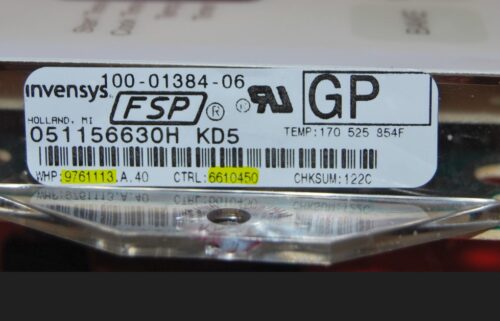 100-01384-06
invensys
FSP ®
GP
HOLLAND, MI
051156630H KD5
TEMP:170 525 854F
WHP:9761113.A.40 CTRL:6610450 CHKSUM:122C